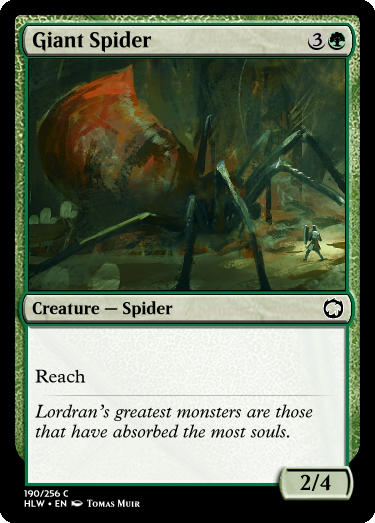 Giant Spider 3
Creature — Spider
Reach
Lordran's greatest monsters are those
that have absorbed the most souls.
2/4
190/256 C
HLW • EN Tomas Muir